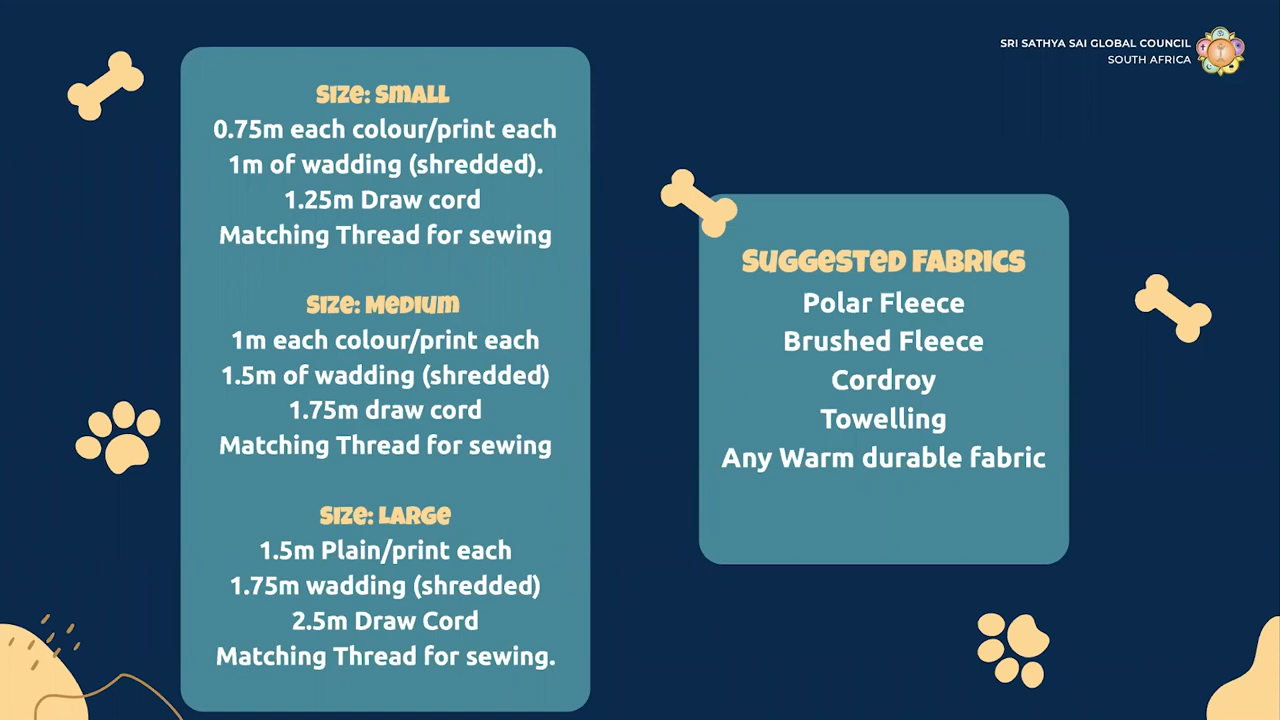 SRI SATHYA SAI GLOBAL COUNCIL
SOUTH AFRICA
Size: Small
0.75m each colour/print each
1m of wadding (shredded).
1.25m Draw cord
Matching Thread for sewing
Size: Medium
1m each colour/print each
1.5m of wadding (shredded)
1.75m draw cord
Matching Thread for sewing
Size: Large
1.5m Plain/print each
1.75m wadding (shredded)
2.5m Draw Cord
Matching Thread for sewing.
Suggested Fabrics
Polar Fleece
Brushed Fleece
Cordroy
Towelling
Any Warm durable fabric